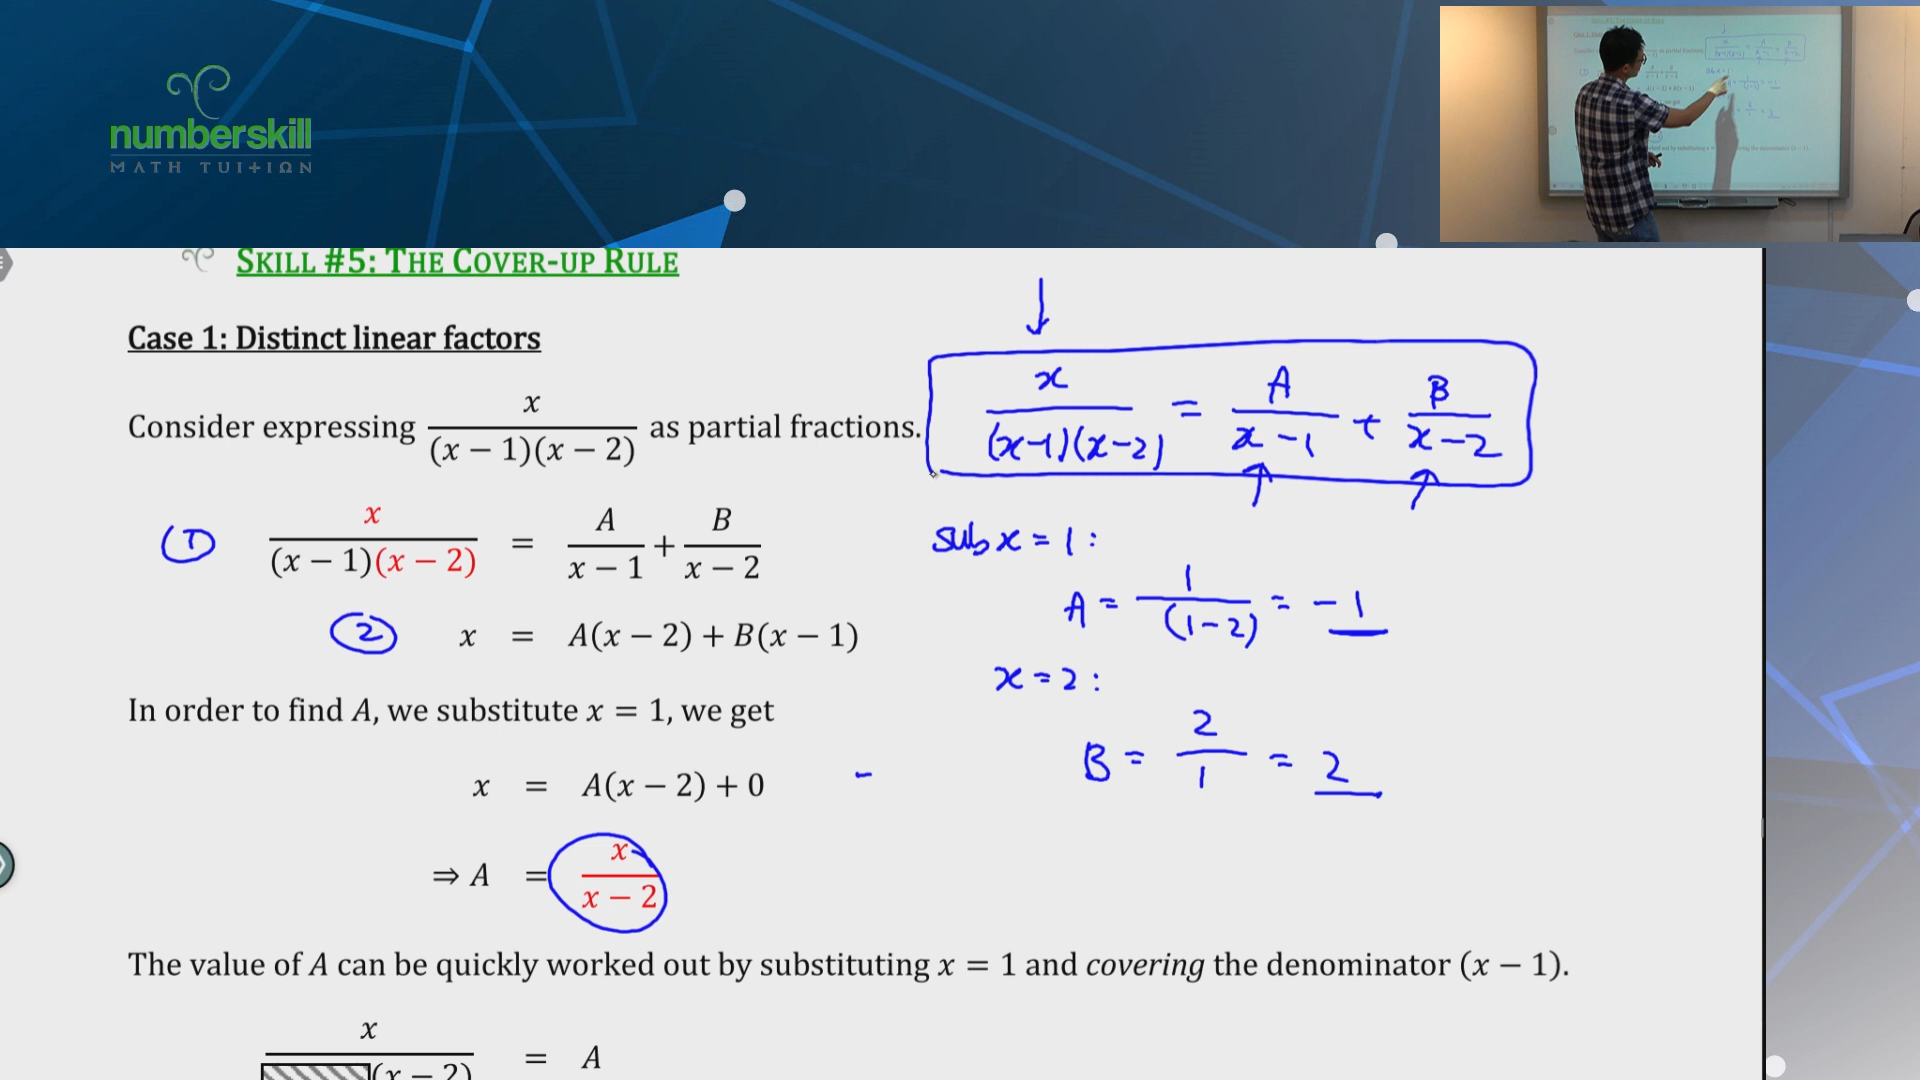 numberskill
MATH TUI+IΩN
SKILL #5: THE COVER-UP RULE
Case 1: Distinct linear factors
Consider expressing x / (x − 1)(x − 2) as partial fractions.
x / (x-1)(x-2) = A / x-1 + B / x-2
① x / (x − 1)(x − 2) = A / x − 1 + B / x − 2
sub x = 1 :
A = 1 / (1-2) = -1
② x = A(x − 2) + B(x − 1)
x = 2 :
In order to find A, we substitute x = 1, we get
B = 2 / 1 = 2
x = A(x − 2) + 0
⇒ A = x / x − 2
The value of A can be quickly worked out by substituting x = 1 and covering the denominator (x − 1).
x / (x − 2) = A